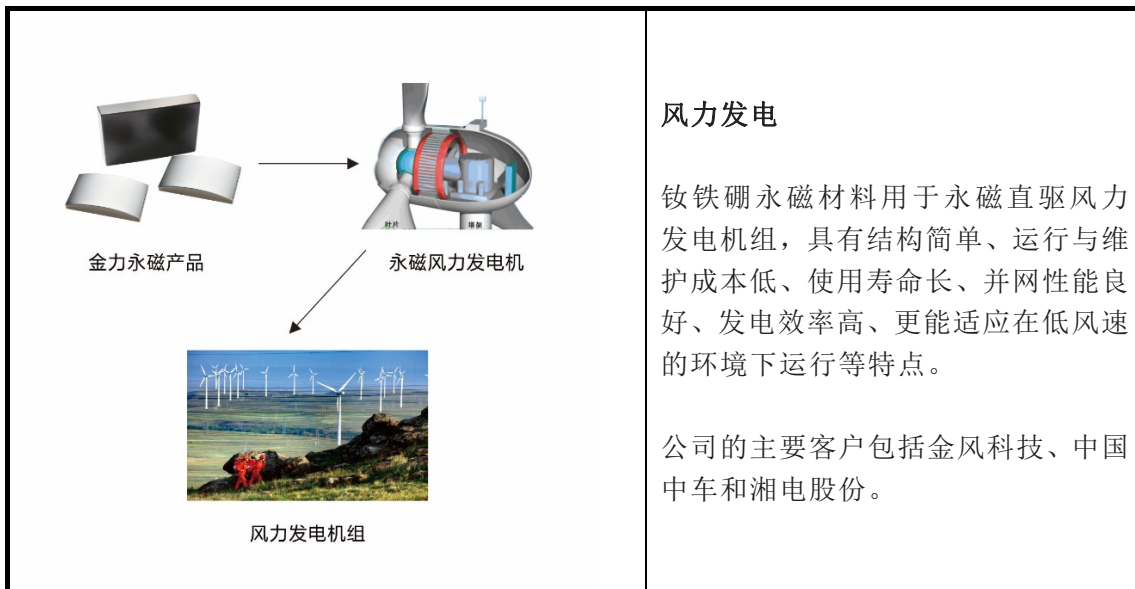 叶片
塔架
金力永磁产品
永磁风力发电机
风力发电机组
风力发电
钕铁硼永磁材料用于永磁直驱风力
发电机组，具有结构简单、运行与维
护成本低、使用寿命长、并网性能良
好、发电效率高、更能适应在低风速
的环境下运行等特点。
公司的主要客户包括金风科技、中国
中车和湘电股份。